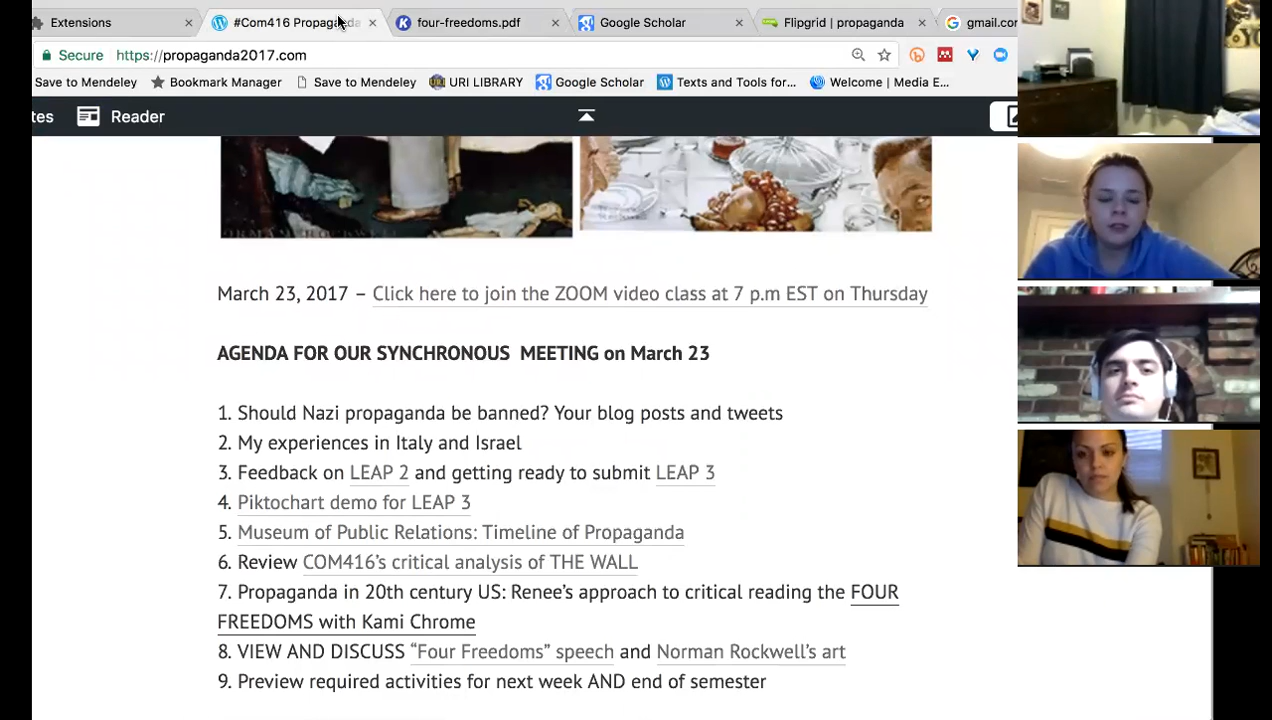 Extensions
#Com416 Propaganda
four-freedoms.pdf
Google Scholar
Flipgrid | propaganda
gmail.com
Secure https://propaganda2017.com
Save to Mendeley Bookmark Manager Save to Mendeley URI LIBRARY Google Scholar Texts and Tools for... Welcome | Media E...
tes Reader
March 23, 2017 – Click here to join the ZOOM video class at 7 p.m EST on Thursday
AGENDA FOR OUR SYNCHRONOUS MEETING on March 23
1. Should Nazi propaganda be banned? Your blog posts and tweets
2. My experiences in Italy and Israel
3. Feedback on LEAP 2 and getting ready to submit LEAP 3
4. Piktochart demo for LEAP 3
5. Museum of Public Relations: Timeline of Propaganda
6. Review COM416’s critical analysis of THE WALL
7. Propaganda in 20th century US: Renee’s approach to critical reading the FOUR
FREEDOMS with Kami Chrome
8. VIEW AND DISCUSS “Four Freedoms” speech and Norman Rockwell’s art
9. Preview required activities for next week AND end of semester